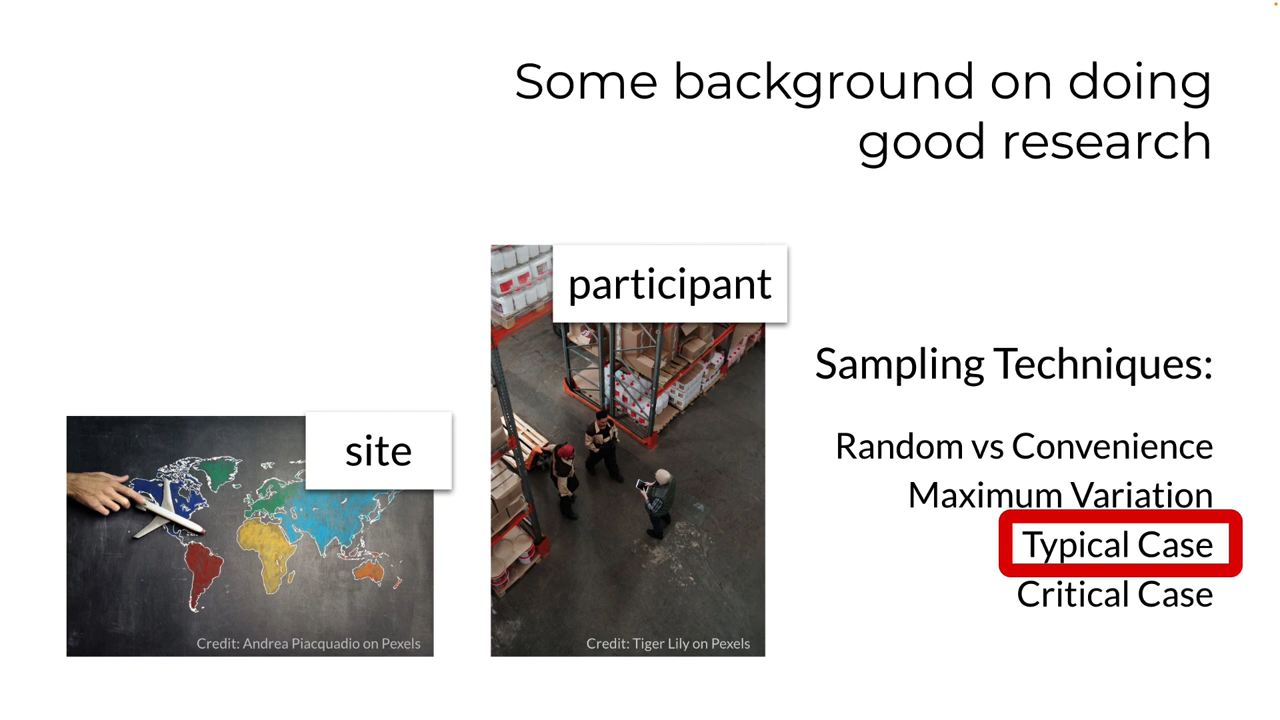 Some background on doing
good research
participant
Sampling Techniques:
site
Random vs Convenience
Maximum Variation
Typical Case
Critical Case
Credit: Andrea Piacquadio on Pexels
Credit: Tiger Lily on Pexels